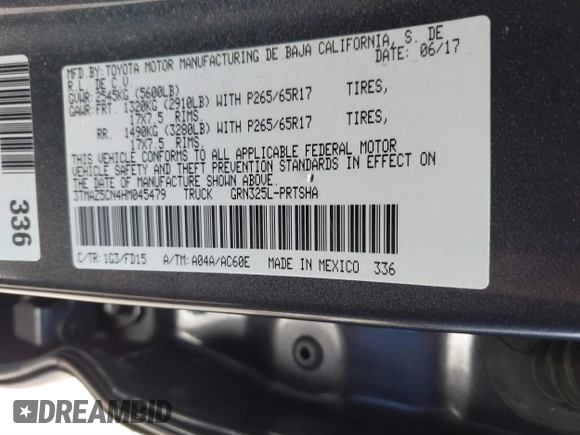 MFD.BY:TOYOTA MOTOR MANUFACTURING DE BAJA CALIFORNIA, S. DE
R.L. DE C.V. DATE: 06/17
GVWR:2545KG (5600LB)
GAWR:FRT. 1320KG (2910LB) WITH P265/65R17 TIRES,
17X7.5 RIMS.
RR. 1490KG (3280LB) WITH P265/65R17 TIRES,
17X7.5 RIMS.
THIS VEHICLE CONFORMS TO ALL APPLICABLE FEDERAL MOTOR
VEHICLE SAFETY AND THEFT PREVENTION STANDARDS IN EFFECT ON
THE DATE OF MANUFACTURE SHOWN ABOVE.
3TMAZ5CN4HM045479 TRUCK GRN325L-PRTSHA
C/TR:1G3/FD15 A/TM:A04A/AC60E MADE IN MEXICO 336
336
DREAMBID